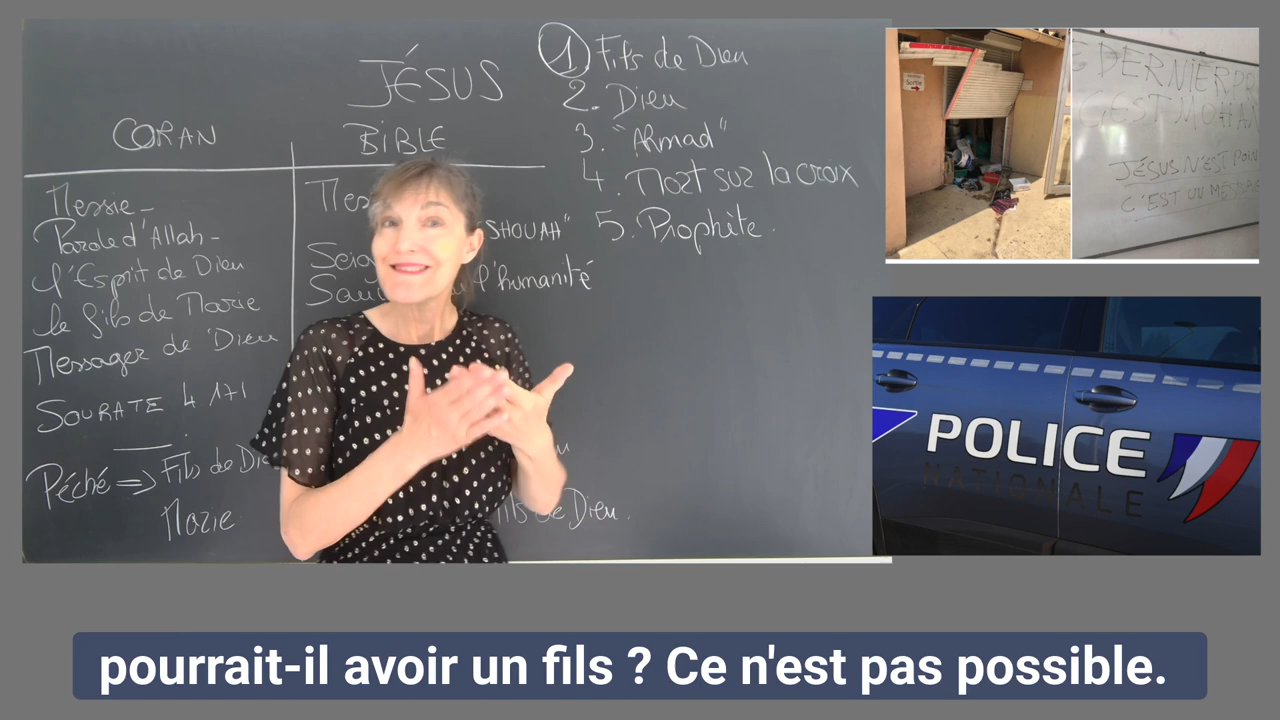 JÉSUS
CORAN
BIBLE
Messie -
Parole d'Allah -
l'Esprit de Dieu
le fils de Marie
Messager de Dieu
SOURATE 4 171
Péché => Fils de
Marie
SHOUAH"
l'humanité
fils de Dieu.
1. Fils de Dieu
2. Dieu
3. "Ahmad"
4. Mort sur la croix
5. Prophète.
Sortie
DERNIER
C'EST
JÉSUS N'EST
C'EST UN
POLICE
NATIONALE
pourrait-il avoir un fils ? Ce n'est pas possible.